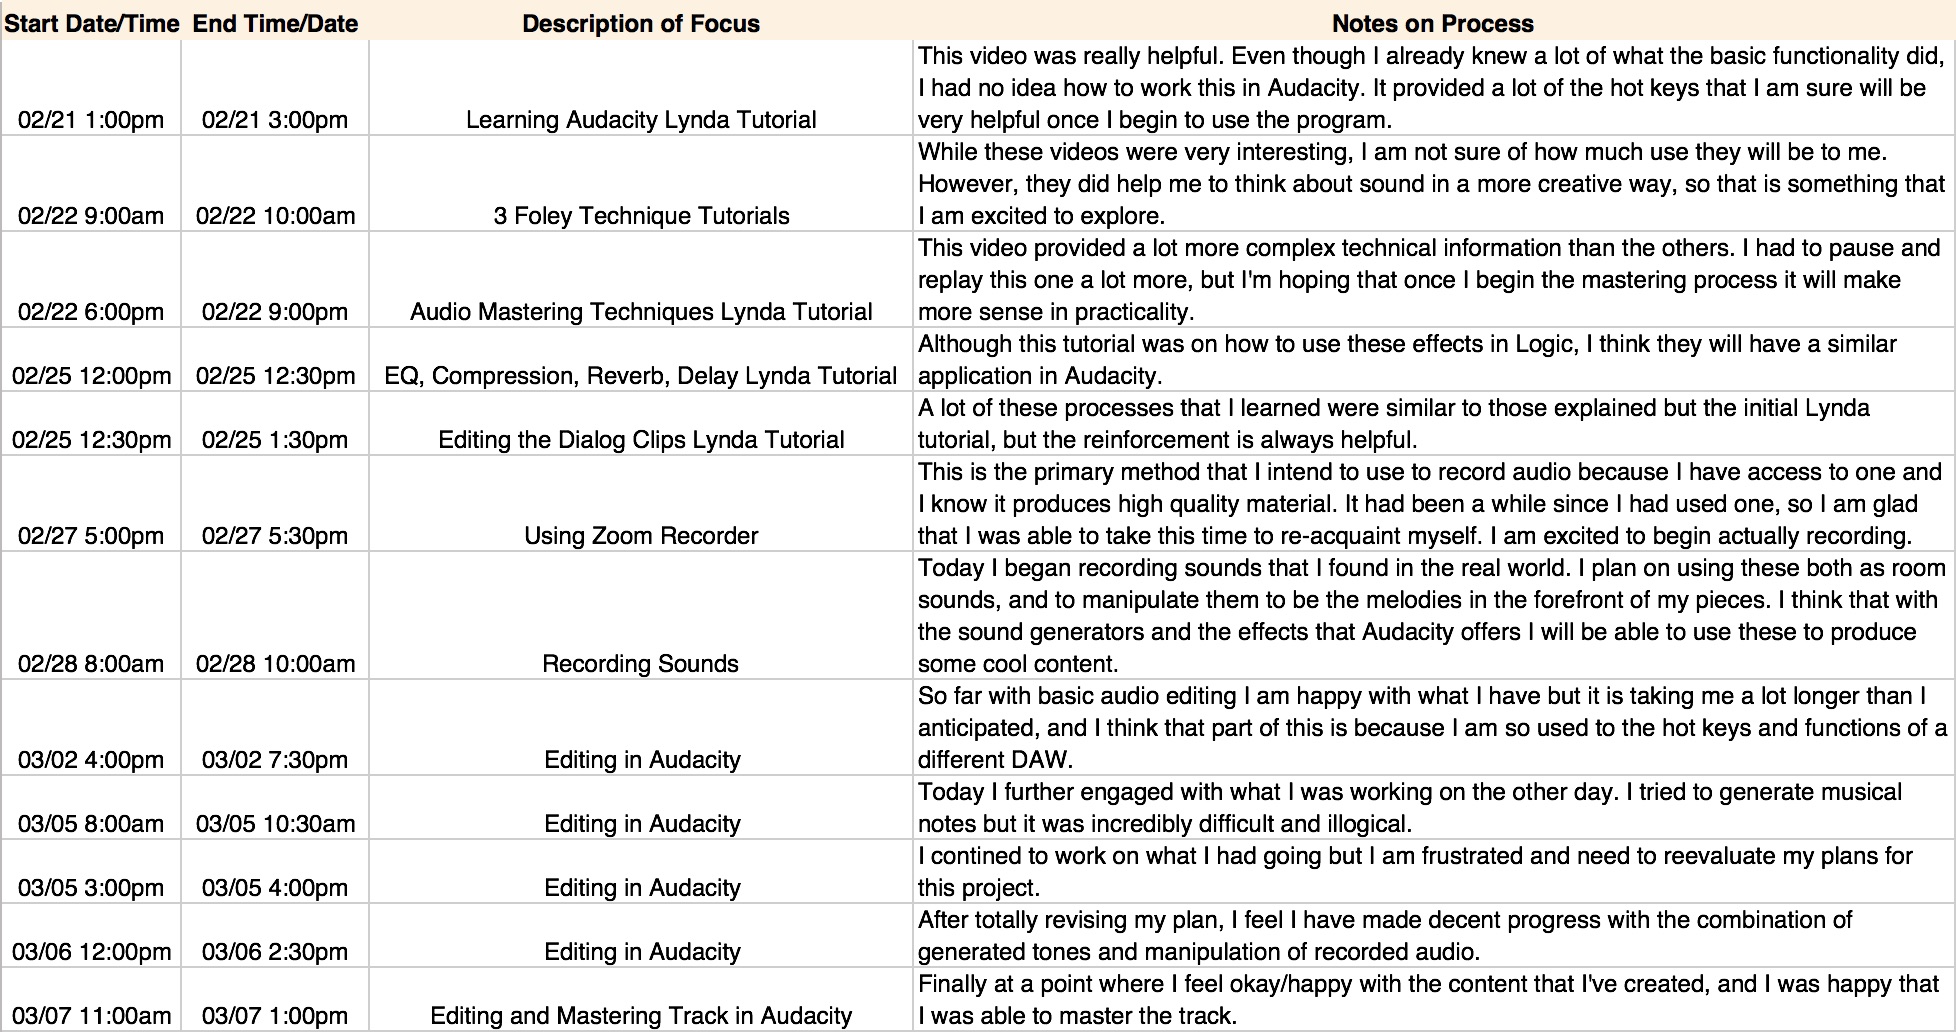 Start Date/Time End Time/Date Description of Focus Notes on Process
This video was really helpful. Even though I already knew a lot of what the basic functionality did,
I had no idea how to work this in Audacity. It provided a lot of the hot keys that I am sure will be
02/21 1:00pm 02/21 3:00pm Learning Audacity Lynda Tutorial very helpful once I begin to use the program.
While these videos were very interesting, I am not sure of how much use they will be to me.
However, they did help me to think about sound in a more creative way, so that is something that
02/22 9:00am 02/22 10:00am 3 Foley Technique Tutorials I am excited to explore.
This video provided a lot more complex technical information than the others. I had to pause and
replay this one a lot more, but I'm hoping that once I begin the mastering process it will make
02/22 6:00pm 02/22 9:00pm Audio Mastering Techniques Lynda Tutorial more sense in practicality.
Although this tutorial was on how to use these effects in Logic, I think they will have a similar
02/25 12:00pm 02/25 12:30pm EQ, Compression, Reverb, Delay Lynda Tutorial application in Audacity.
A lot of these processes that I learned were similar to those explained but the initial Lynda
02/25 12:30pm 02/25 1:30pm Editing the Dialog Clips Lynda Tutorial tutorial, but the reinforcement is always helpful.
This is the primary method that I intend to use to record audio because I have access to one and
I know it produces high quality material. It had been a while since I had used one, so I am glad
02/27 5:00pm 02/27 5:30pm Using Zoom Recorder that I was able to take this time to re-acquaint myself. I am excited to begin actually recording.
Today I began recording sounds that I found in the real world. I plan on using these both as room
sounds, and to manipulate them to be the melodies in the forefront of my pieces. I think that with
the sound generators and the effects that Audacity offers I will be able to use these to produce
02/28 8:00am 02/28 10:00am Recording Sounds some cool content.
So far with basic audio editing I am happy with what I have but it is taking me a lot longer than I
anticipated, and I think that part of this is because I am so used to the hot keys and functions of a
03/02 4:00pm 03/02 7:30pm Editing in Audacity different DAW.
Today I further engaged with what I was working on the other day. I tried to generate musical
03/05 8:00am 03/05 10:30am Editing in Audacity notes but it was incredibly difficult and illogical.
I contined to work on what I had going but I am frustrated and need to reevaluate my plans for
03/05 3:00pm 03/05 4:00pm Editing in Audacity this project.
After totally revising my plan, I feel I have made decent progress with the combination of
03/06 12:00pm 03/06 2:30pm Editing in Audacity generated tones and manipulation of recorded audio.
Finally at a point where I feel okay/happy with the content that I've created, and I was happy that
03/07 11:00am 03/07 1:00pm Editing and Mastering Track in Audacity I was able to master the track.